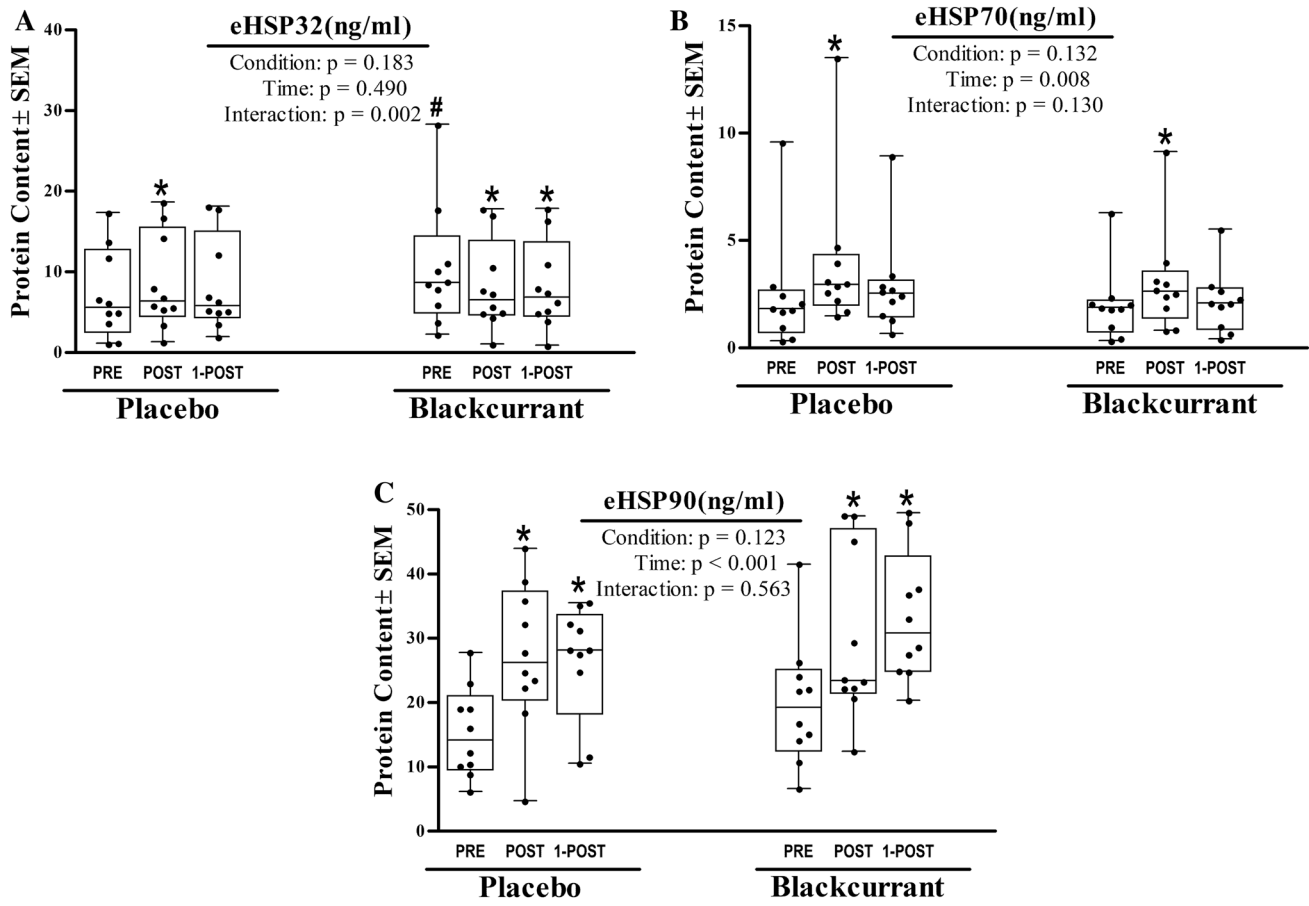 A
eHSP32(ng/ml)
Condition: p = 0.183
Time: p = 0.490
Interaction: p = 0.002
Protein Content± SEM
40
30
20
10
0
*
#
*
*
PRE POST 1-POST PRE POST 1-POST
Placebo Blackcurrant
B
eHSP70(ng/ml)
Condition: p = 0.132
Time: p = 0.008
Interaction: p = 0.130
Protein Content± SEM
15
10
5
0
*
*
PRE POST 1-POST PRE POST 1-POST
Placebo Blackcurrant
C
eHSP90(ng/ml)
Condition: p = 0.123
Time: p < 0.001
Interaction: p = 0.563
Protein Content± SEM
50
40
30
20
10
0
*
*
*
*
PRE POST 1-POST PRE POST 1-POST
Placebo Blackcurrant